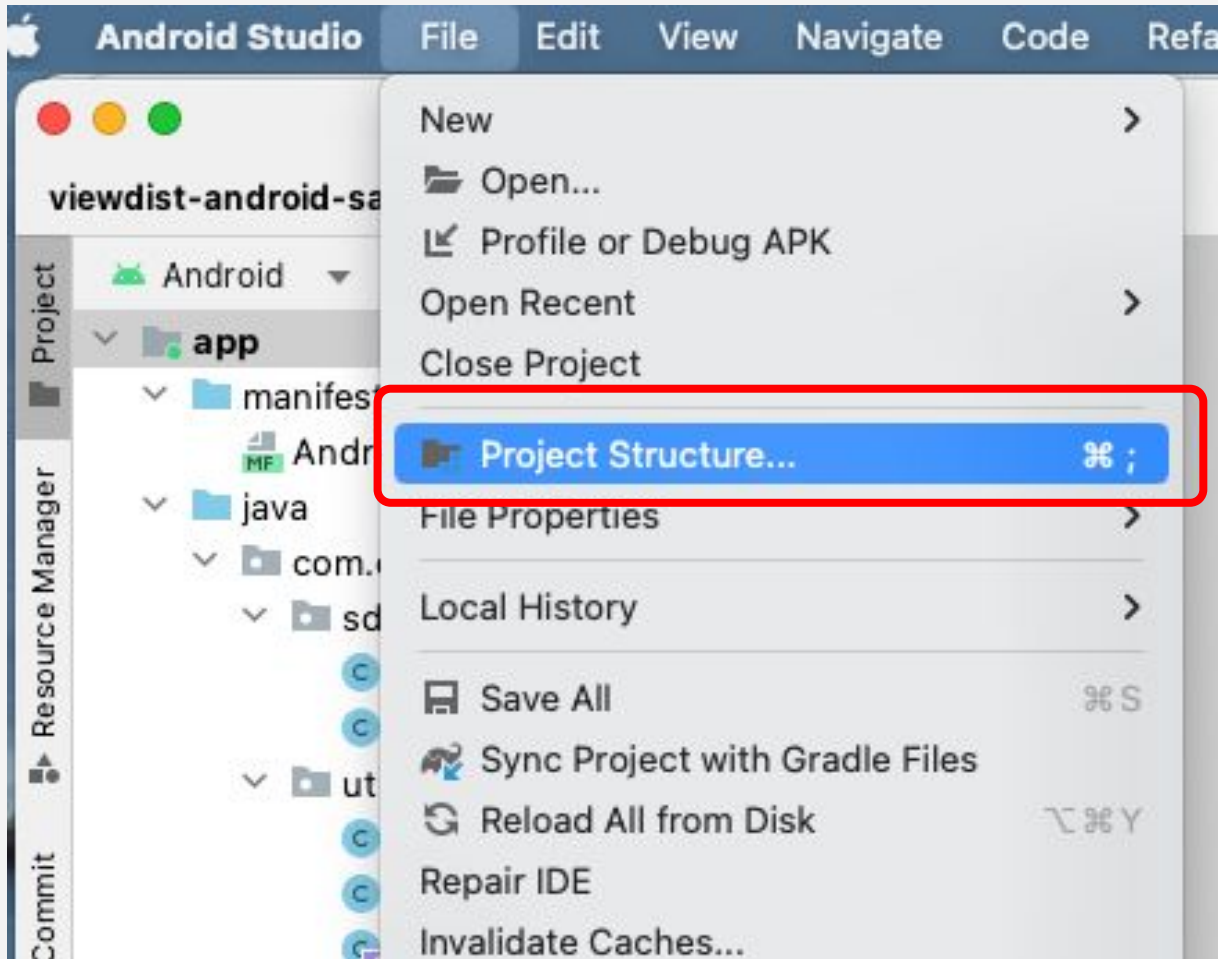 Android Studio File Edit View Navigate Code Refa
New
Open...
viewdist-android-sa
Profile or Debug APK
Android
Open Recent
app
Close Project
manifest
Project Structure... ⌘ ;
MF Andr
File Properties
java
com.
Local History
sd
C
Save All ⌘ S
C
Sync Project with Gradle Files
ut
Reload All from Disk ⌥ ⌘ Y
C
Repair IDE
C
Invalidate Caches...
C
Project
Resource Manager
Commit